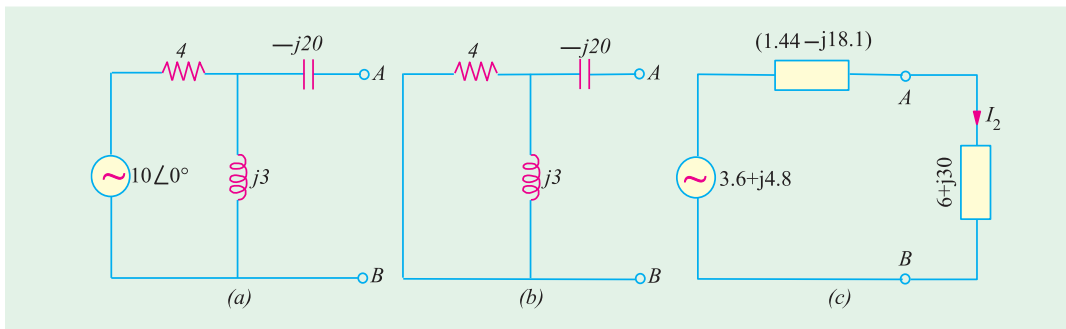 4
—j20
A
10∠0°
j3
B
(a)
4
—j20
A
j3
B
(b)
(1.44 –j18.1)
A
I₂
3.6+j4.8
6+j30
B
(c)